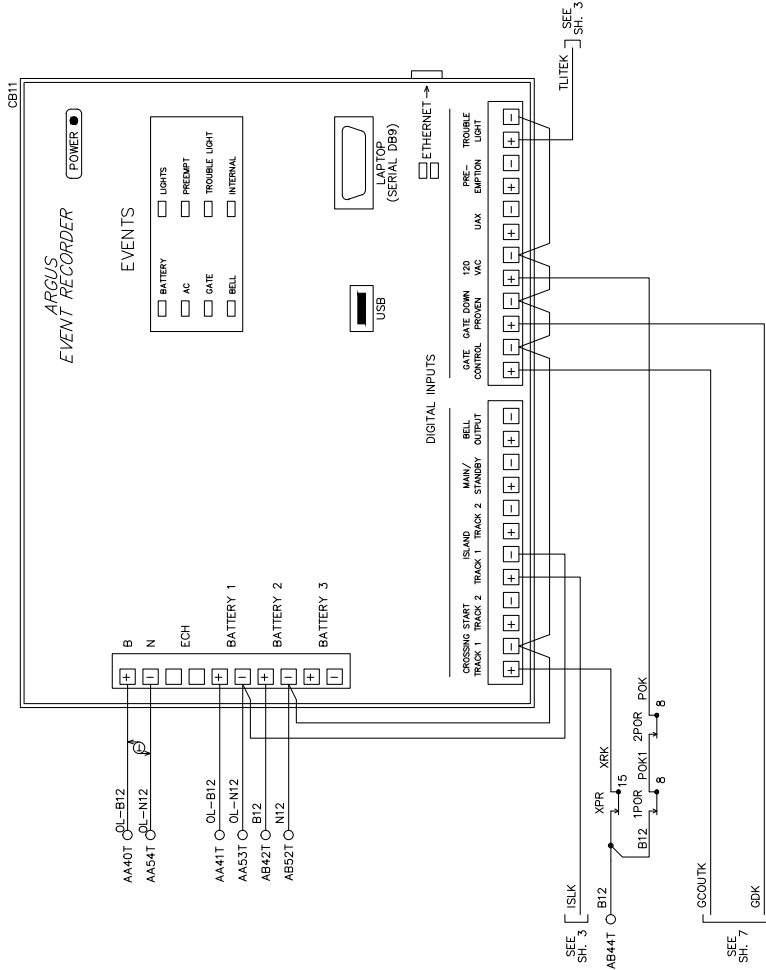 CB11
ARGUS
EVENT RECORDER
POWER
EVENTS
BATTERY
LIGHTS
AC
PREEMPT
GATE
TROUBLE LIGHT
BELL
INTERNAL
USB
LAPTOP
(SERIAL DB9)
ETHERNET
B
N
ECH
BATTERY 1
BATTERY 2
BATTERY 3
+
-
+
-
+
-
+
-
AA40T
OL-B12
AA54T
OL-N12
AA41T
OL-B12
AA53T
OL-N12
AB42T
B12
AB52T
N12
DIGITAL INPUTS
CROSSING START
TRACK 1
TRACK 2
ISLAND
TRACK 1
TRACK 2
MAIN/
STANDBY
BELL
OUTPUT
GATE
CONTROL
GATE DOWN
PROVEN
120
VAC
UAX
PRE-
EMPTION
TROUBLE
LIGHT
+ - + - + - + - + - + -
+ - + - + - + - + - + -
TLITEK
SEE
SH. 3
SEE
SH. 3
ISLK
AB44T
B12
XPR
15
XRK
B12
1POR
8
POK1
2POR
8
POK
SEE
SH. 7
GCOUTK
GDK